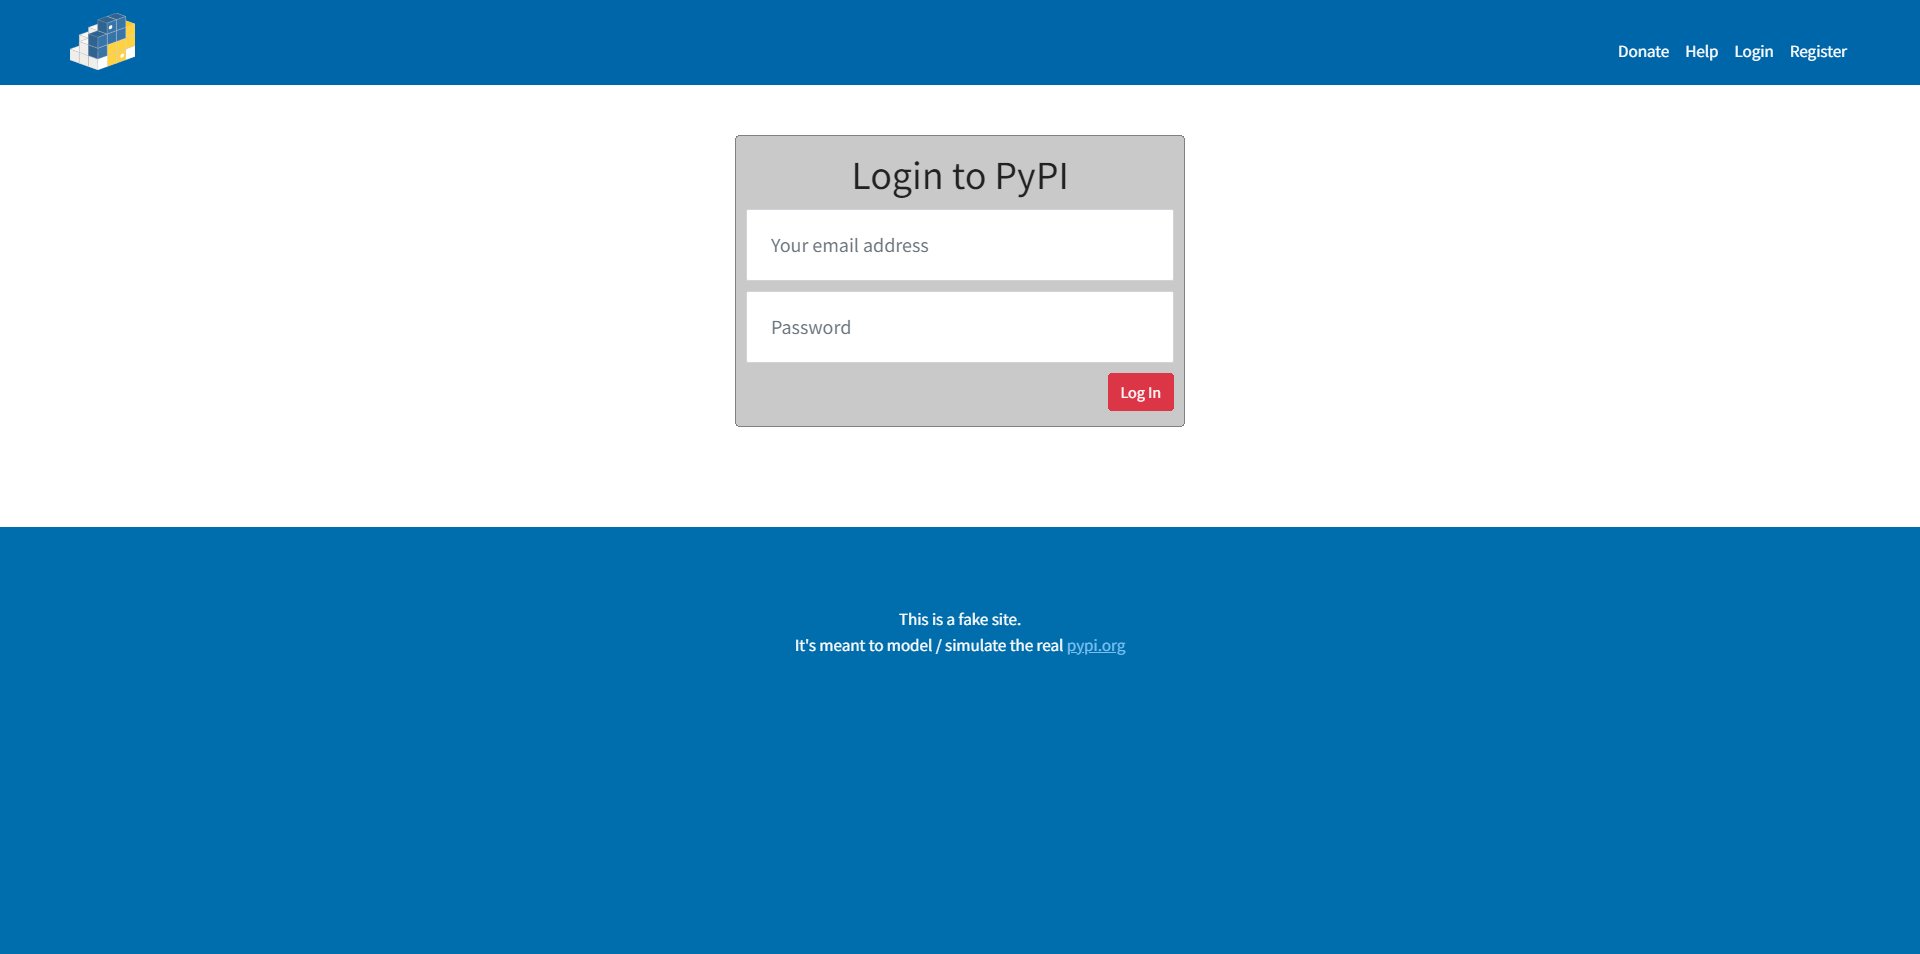 Donate Help Login Register
Login to PyPI
Your email address
Password
Log In
This is a fake site.
It's meant to model / simulate the real pypi.org